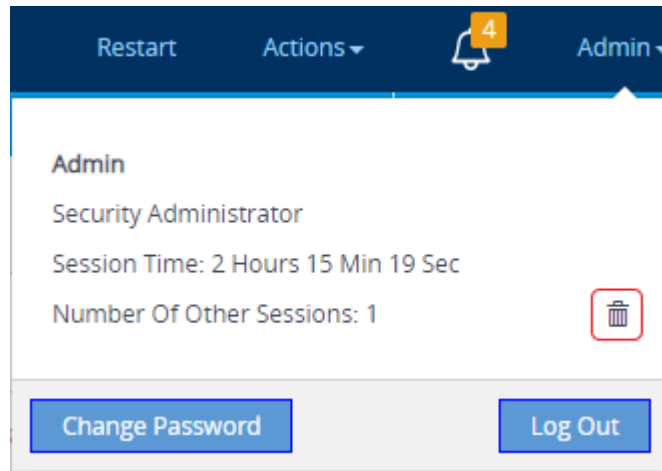 Restart Actions 4 Admin
Admin
Security Administrator
Session Time: 2 Hours 15 Min 19 Sec
Number Of Other Sessions: 1
Change Password Log Out